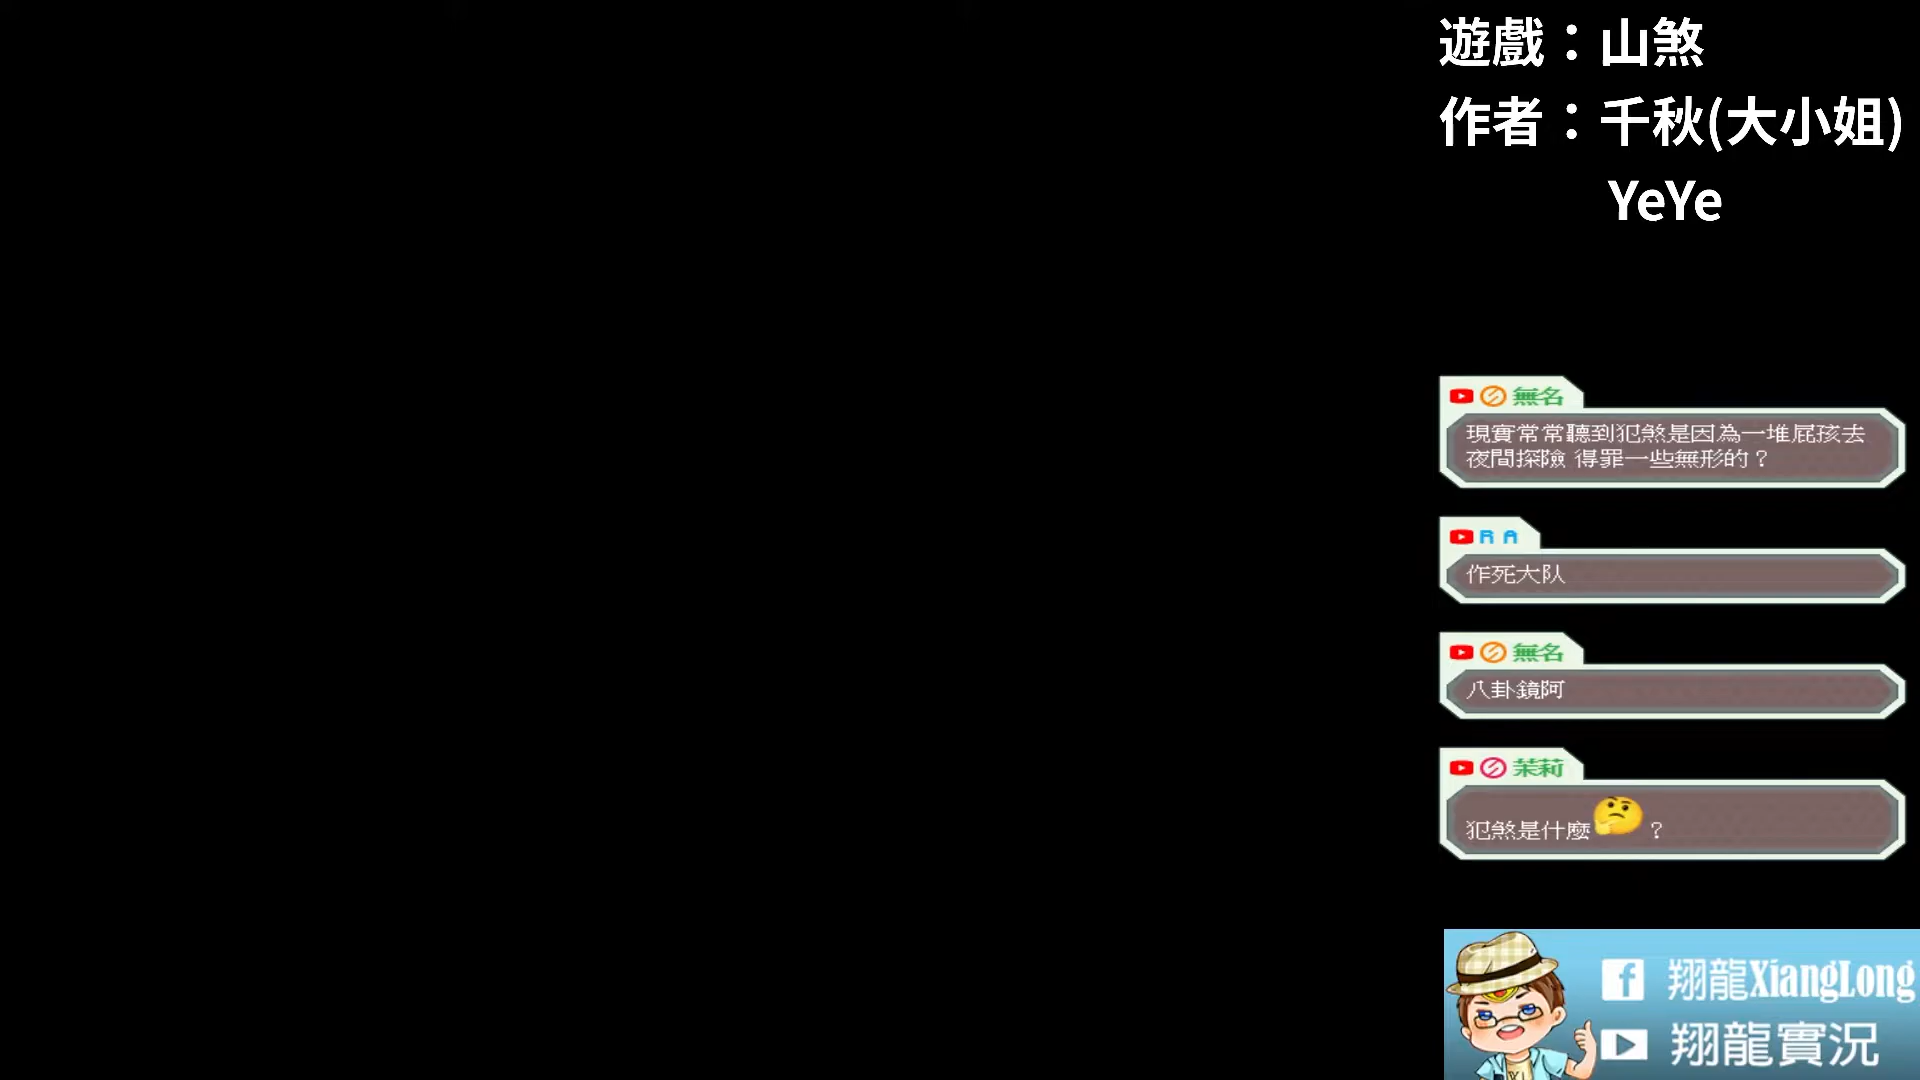 遊戲：山煞
作者：千秋(大小姐)
YeYe
無名
現實常常聽到犯煞是因為一堆屁孩去
夜間探險 得罪一些無形的？
R A
作死大队
無名
八卦鏡阿
茉莉
犯煞是什麼🤔？
翔龍XiangLong
翔龍實況